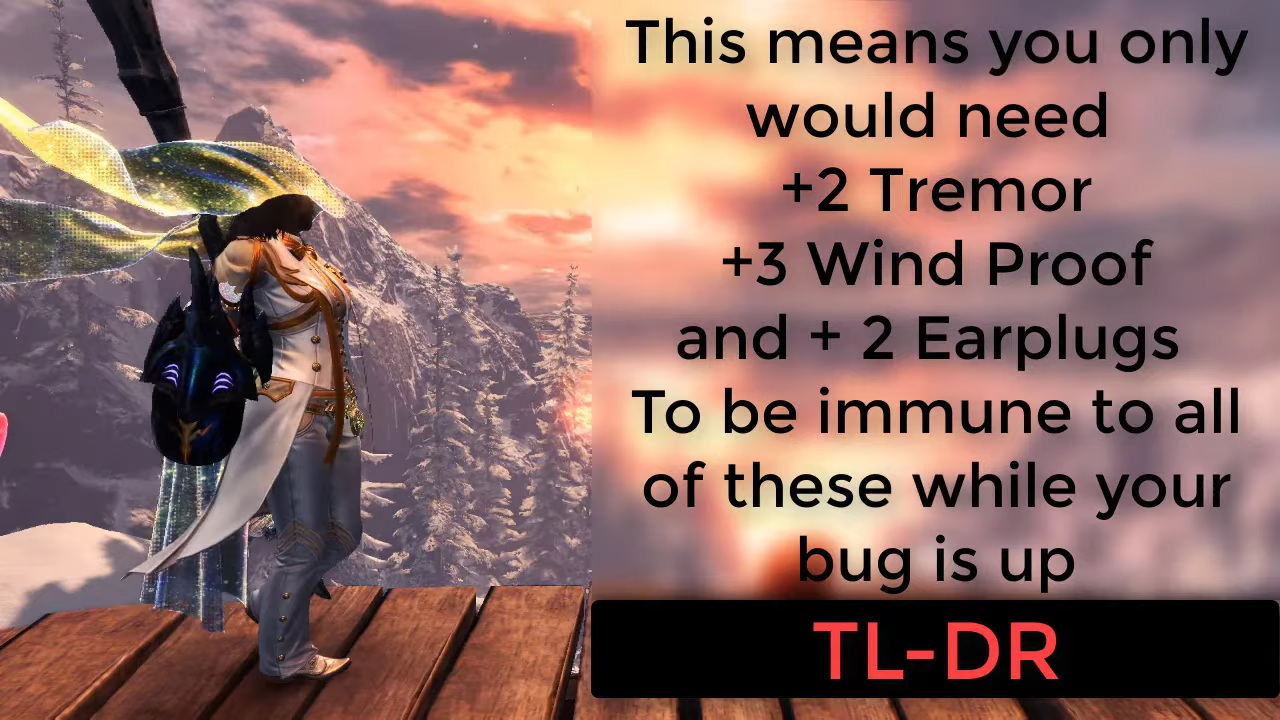 This means you only
would need
+2 Tremor
+3 Wind Proof
and + 2 Earplugs
To be immune to all
of these while your
bug is up
TL-DR